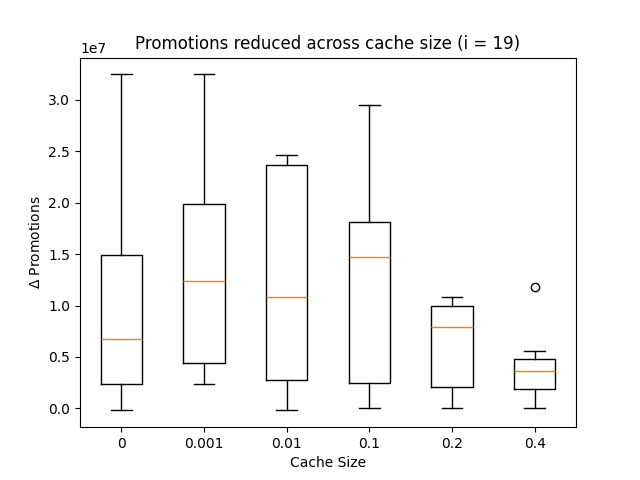 Promotions reduced across cache size (i = 19)
1e7
3.0
2.5
2.0
1.5
1.0
0.5
0.0
Δ Promotions
0 0.001 0.01 0.1 0.2 0.4
Cache Size